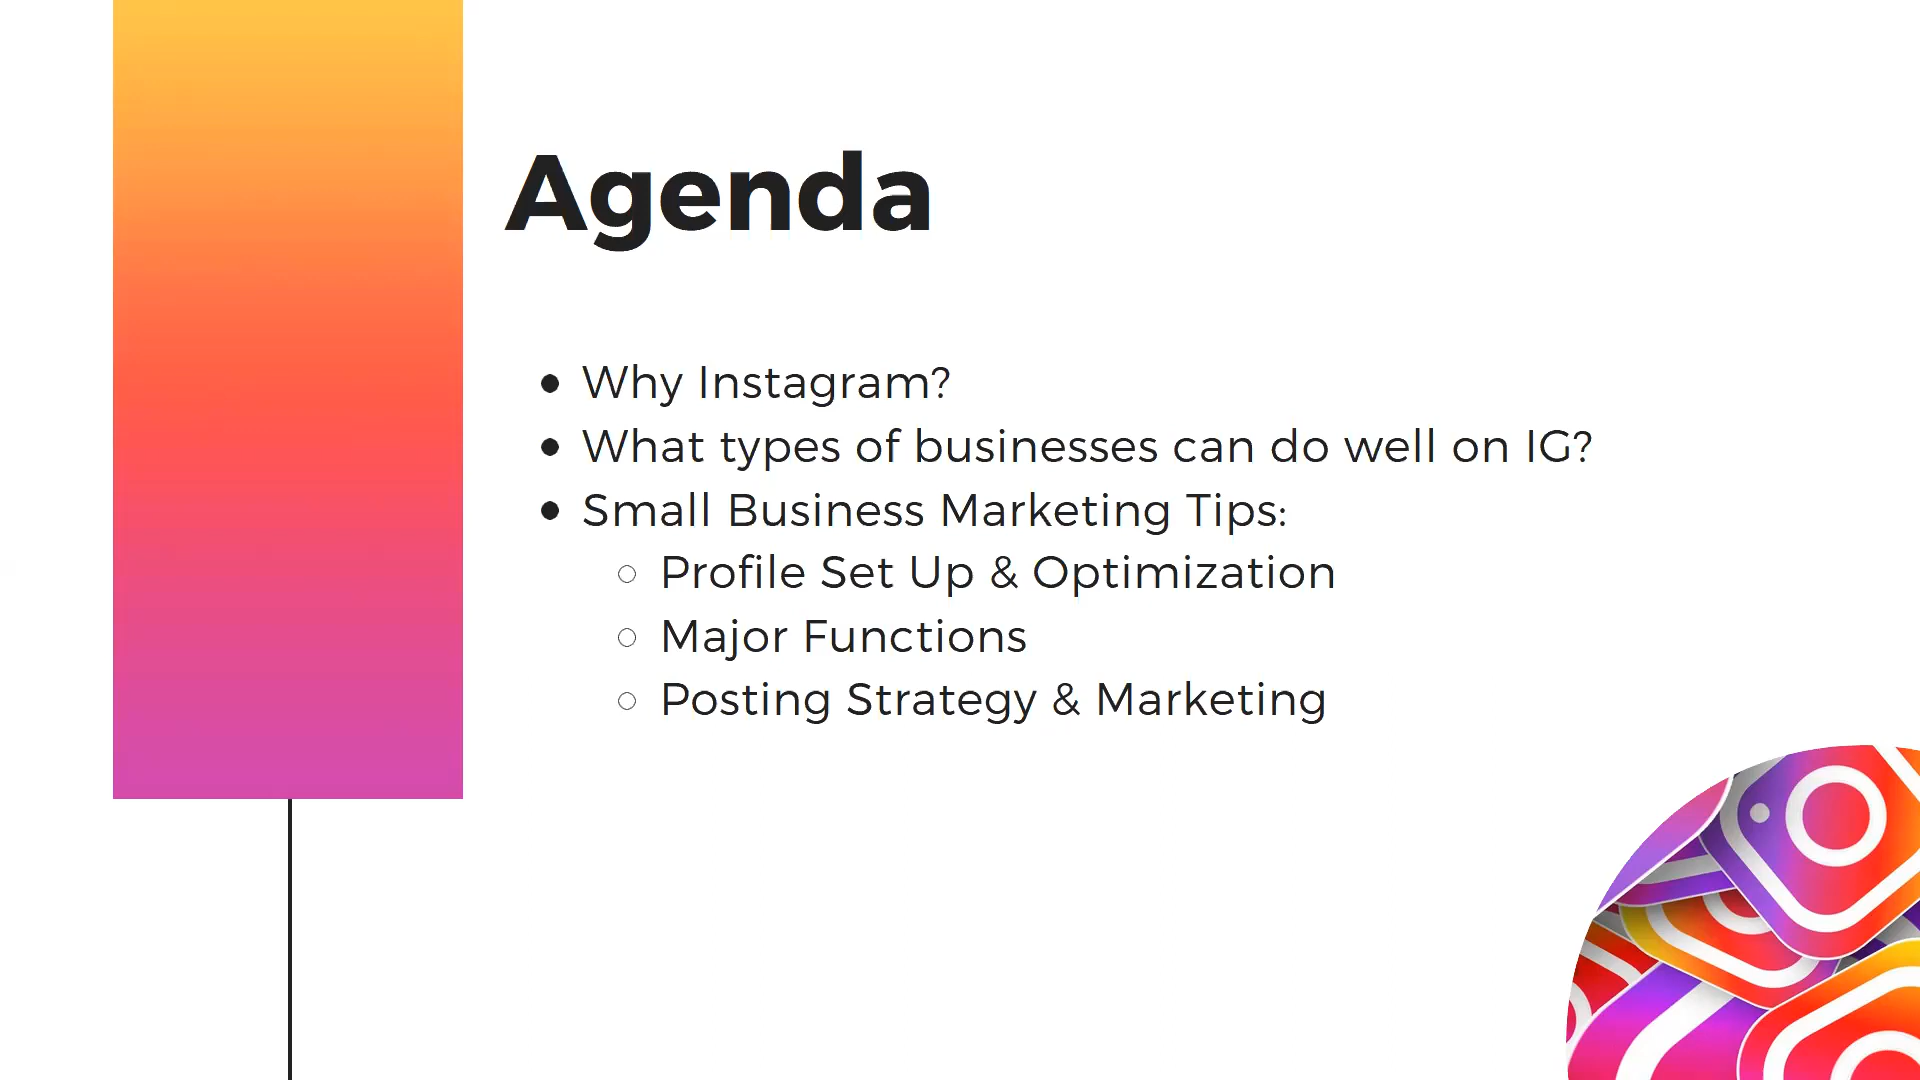 Agenda
Why Instagram?
What types of businesses can do well on IG?
Small Business Marketing Tips:
Profile Set Up & Optimization
Major Functions
Posting Strategy & Marketing